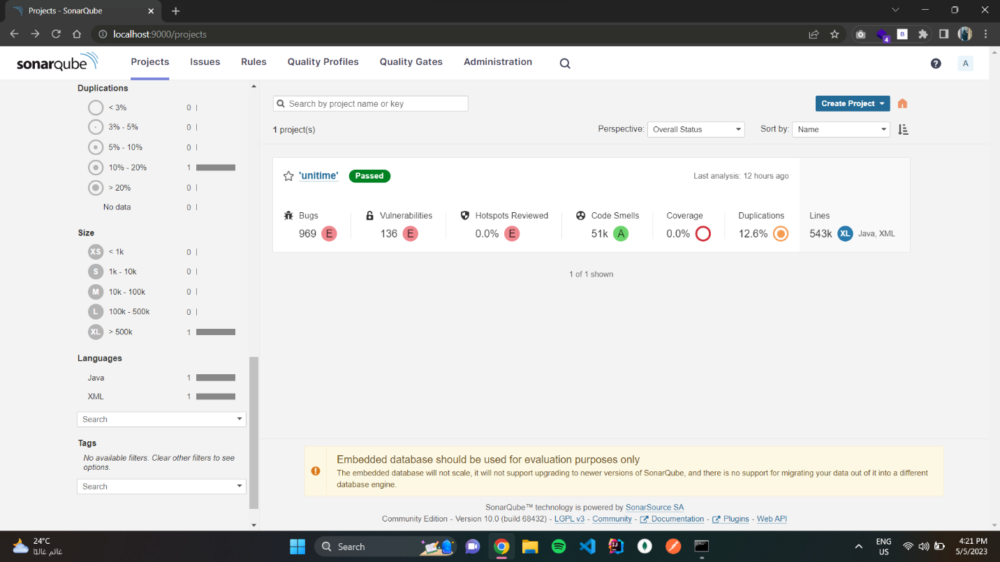 Projects - SonarQube
localhost:9000/projects
4
B
sonarqube
Projects
Issues
Rules
Quality Profiles
Quality Gates
Administration
?
A
Duplications
< 3% 0
3% - 5% 0
5% - 10% 0
10% - 20% 1
> 20% 0
No data 0
Size
XS < 1k 0
S 1k - 10k 0
M 10k - 100k 0
L 100k - 500k 0
XL > 500k 1
Languages
Java 1
XML 1
Search
Tags
No available filters. Clear other filters to see
options.
Search
Search by project name or key
Create Project
1 project(s)
Perspective: Overall Status
Sort by: Name
'unitime' Passed
Last analysis: 12 hours ago
Bugs
969 E
Vulnerabilities
136 E
Hotspots Reviewed
0.0% E
Code Smells
51k A
Coverage
0.0%
Duplications
12.6%
Lines
543k XL Java, XML
1 of 1 shown
Embedded database should be used for evaluation purposes only
The embedded database will not scale, it will not support upgrading to newer versions of SonarQube, and there is no support for migrating your data out of it into a different
database engine.
SonarQube™ technology is powered by SonarSource SA
Community Edition - Version 10.0 (build 68432) - LGPL v3 - Community - Documentation - Plugins - Web API
24°C
غائم غالبًا
Search
ENG
US
4:21 PM
5/5/2023